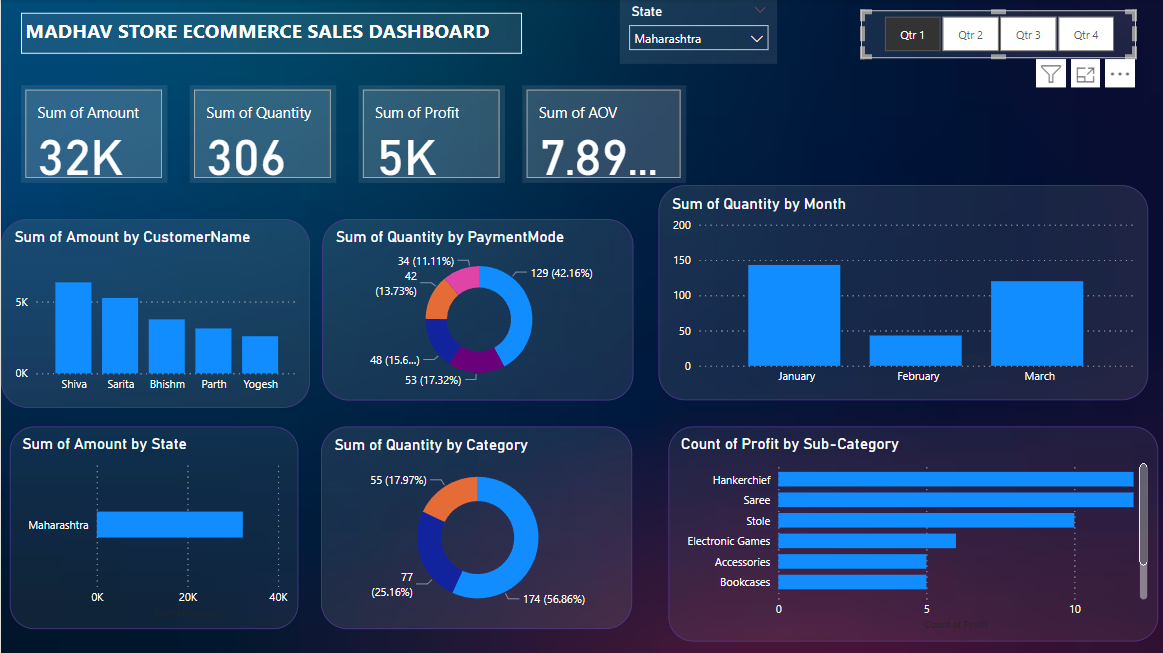 MADHAV STORE ECOMMERCE SALES DASHBOARD
State
Maharashtra
Qtr 1
Qtr 2
Qtr 3
Qtr 4
Sum of Amount
32K
Sum of Quantity
306
Sum of Profit
5K
Sum of AOV
7.89...
Sum of Amount by CustomerName
5K
0K
Shiva
Sarita
Bhishm
Parth
Yogesh
Sum of Quantity by PaymentMode
34 (11.11%)
42
(13.73%)
129 (42.16%)
48 (15.6...)
53 (17.32%)
Sum of Quantity by Month
200
150
100
50
0
January
February
March
Sum of Amount by State
Maharashtra
0K
20K
40K
Sum of Quantity by Category
55 (17.97%)
77
(25.16%)
174 (56.86%)
Count of Profit by Sub-Category
Hankerchief
Saree
Stole
Electronic Games
Accessories
Bookcases
0
5
10
Count of Profit